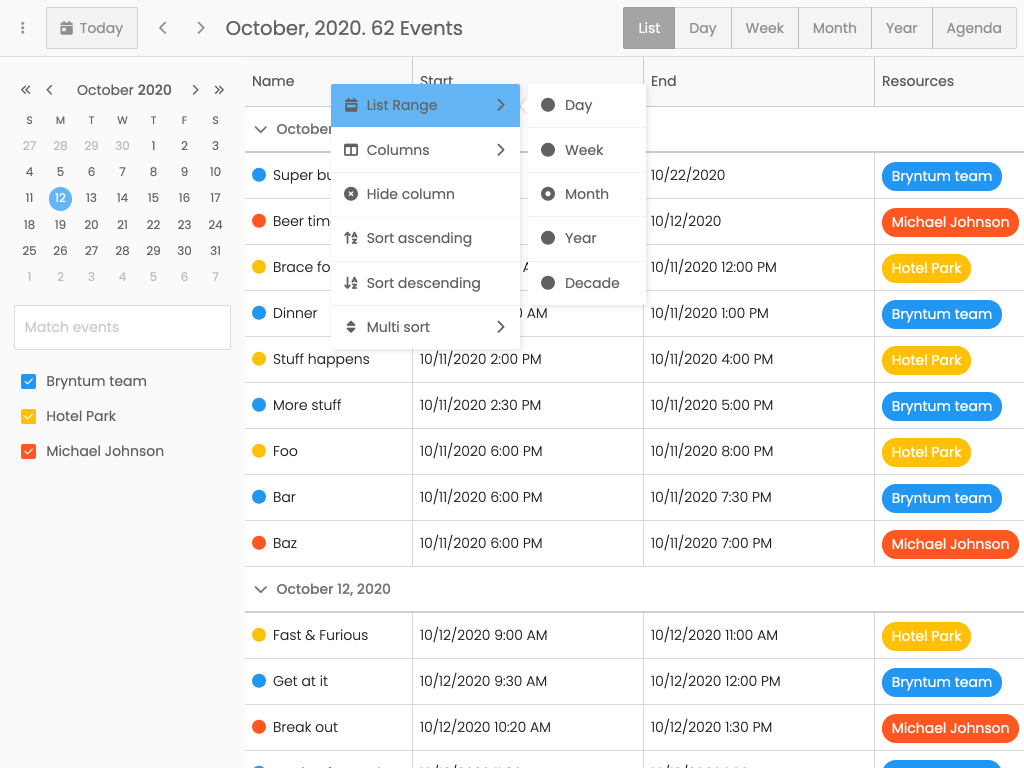 Today
October, 2020. 62 Events
List Day Week Month Year Agenda
October 2020
S M T W T F S
27 28 29 30 1 2 3
4 5 6 7 8 9 10
11 12 13 14 15 16 17
18 19 20 21 22 23 24
25 26 27 28 29 30 31
1 2 3 4 5 6 7
Match events
Bryntum team
Hotel Park
Michael Johnson
Name Start End Resources
List Range
Columns
Hide column
Sort ascending
Sort descending
Multi sort
Day
Week
Month
Year
Decade
October
Super 10/22/2020 Bryntum team
Beer 10/12/2020 Michael Johnson
Brace 10/11/2020 12:00 PM Hotel Park
Dinner AM 10/11/2020 1:00 PM Bryntum team
Stuff happens 10/11/2020 2:00 PM 10/11/2020 4:00 PM Hotel Park
More stuff 10/11/2020 2:30 PM 10/11/2020 5:00 PM Bryntum team
Foo 10/11/2020 6:00 PM 10/11/2020 8:00 PM Hotel Park
Bar 10/11/2020 6:00 PM 10/11/2020 7:30 PM Bryntum team
Baz 10/11/2020 6:00 PM 10/11/2020 7:00 PM Michael Johnson
October 12, 2020
Fast & Furious 10/12/2020 9:00 AM 10/12/2020 11:00 AM Hotel Park
Get at it 10/12/2020 9:30 AM 10/12/2020 12:00 PM Bryntum team
Break out 10/12/2020 10:20 AM 10/12/2020 1:30 PM Michael Johnson